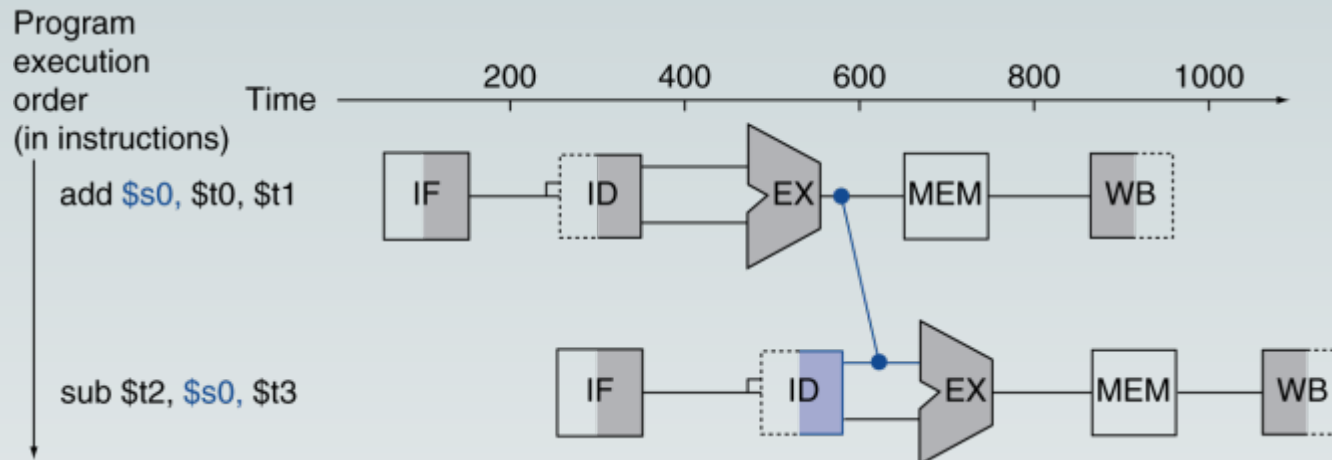 Program
execution
order
(in instructions)
Time
200 400 600 800 1000
add $s0, $t0, $t1
IF ID EX MEM WB
sub $t2, $s0, $t3
IF ID EX MEM WB